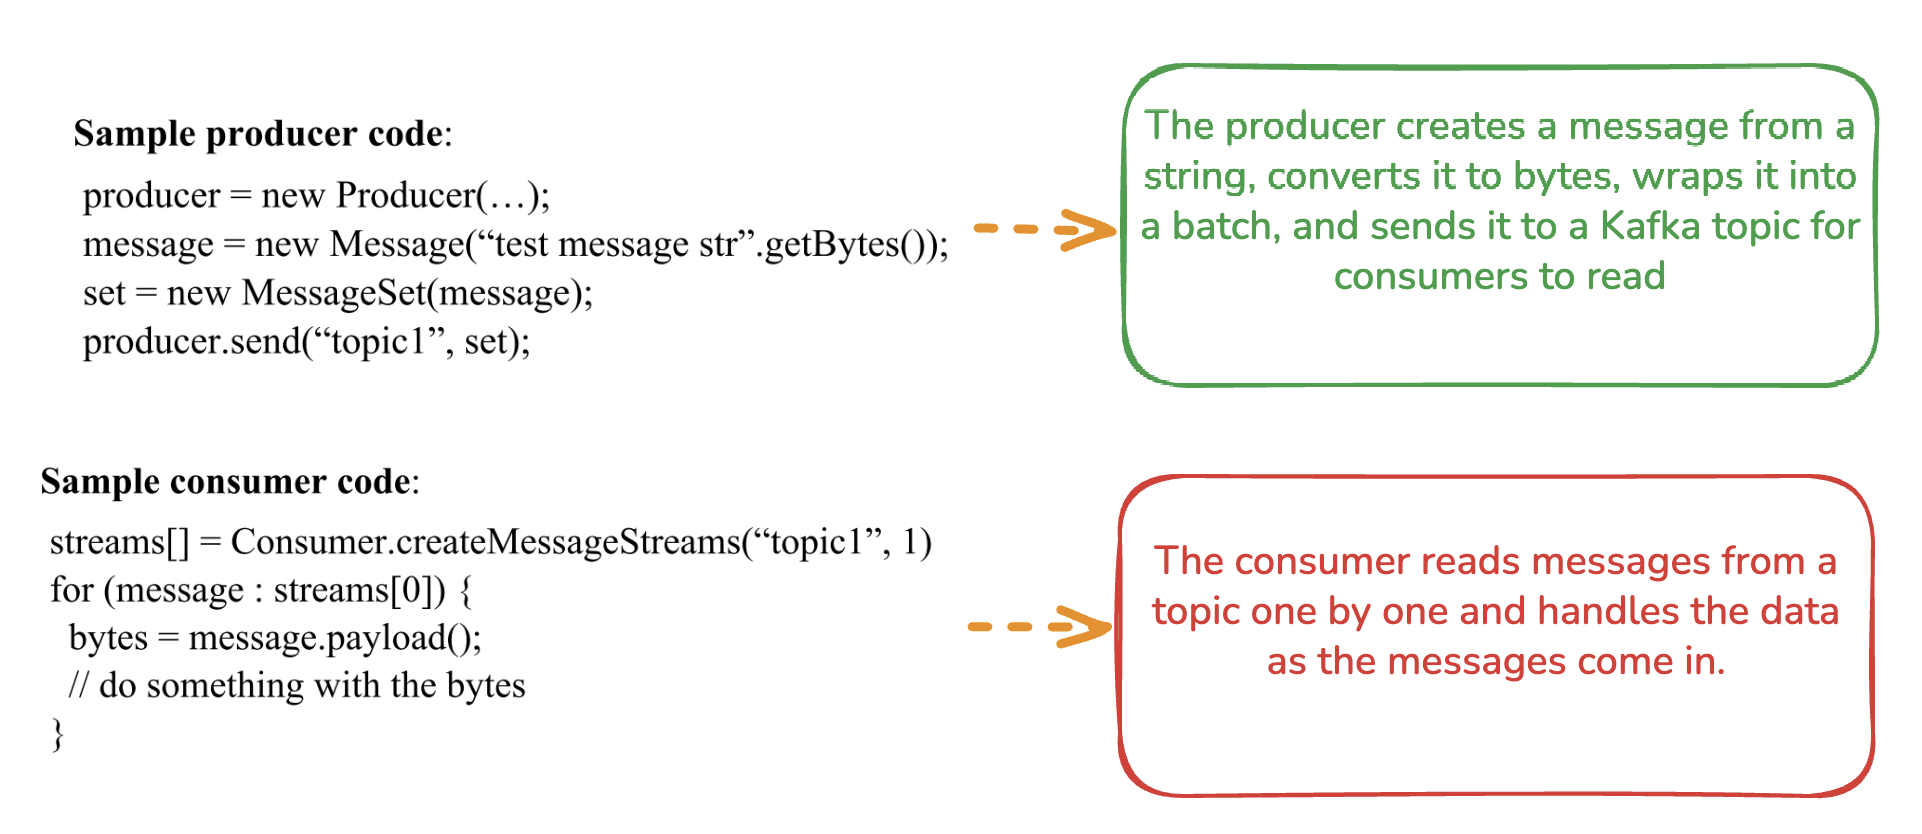 Sample producer code:
producer = new Producer(…);
message = new Message(“test message str”.getBytes());
set = new MessageSet(message);
producer.send(“topic1”, set);
The producer creates a message from a
string, converts it to bytes, wraps it into
a batch, and sends it to a Kafka topic for
consumers to read
Sample consumer code:
streams[] = Consumer.createMessageStreams(“topic1”, 1)
for (message : streams[0]) {
bytes = message.payload();
// do something with the bytes
}
The consumer reads messages from a
topic one by one and handles the data
as the messages come in.